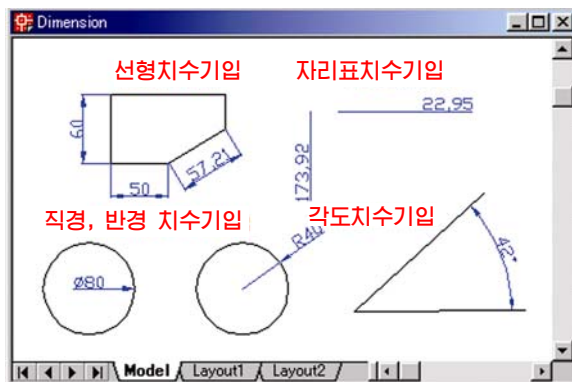 Dimension
선형치수기입 자리표치수기입
60
57,21
50
22,95
173,92
직경, 반경 치수기입 각도치수기입
Ø80
R40
42°
Model Layout1 Layout2